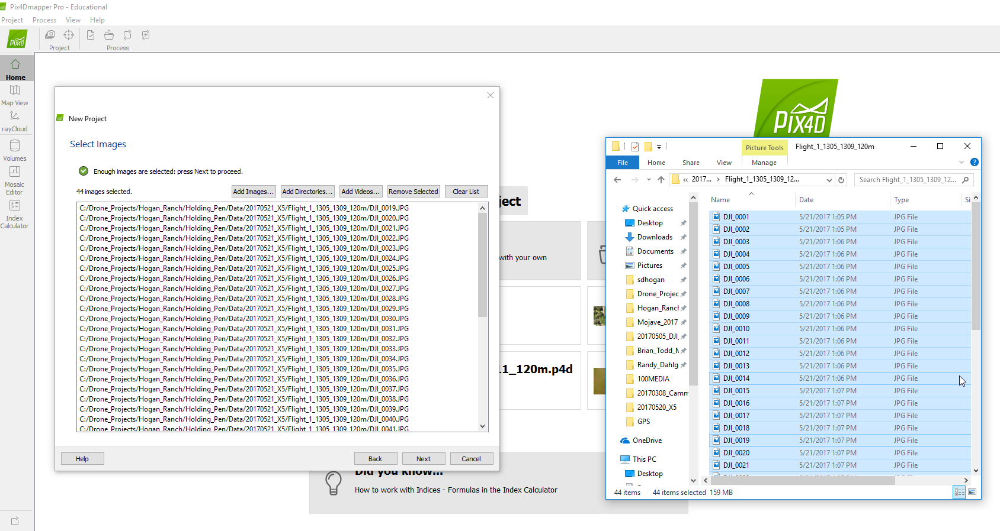 Pix4Dmapper Pro - Educational
Project Process View Help
PIX4D
Project Process
Home
Map View
rayCloud
Volumes
Mosaic
Editor
Index
Calculator
New Project
Select Images
Enough images are selected: press Next to proceed.
44 images selected.
Add Images... Add Directories... Add Videos... Remove Selected Clear List
C:/Drone_Projects/Hogan_Ranch/Holding_Pen/Data/20170521_X5/Flight_1_1305_1309_120m/DJI_0019.JPG
C:/Drone_Projects/Hogan_Ranch/Holding_Pen/Data/20170521_X5/Flight_1_1305_1309_120m/DJI_0020.JPG
C:/Drone_Projects/Hogan_Ranch/Holding_Pen/Data/20170521_X5/Flight_1_1305_1309_120m/DJI_0021.JPG
C:/Drone_Projects/Hogan_Ranch/Holding_Pen/Data/20170521_X5/Flight_1_1305_1309_120m/DJI_0022.JPG
C:/Drone_Projects/Hogan_Ranch/Holding_Pen/Data/20170521_X5/Flight_1_1305_1309_120m/DJI_0023.JPG
C:/Drone_Projects/Hogan_Ranch/Holding_Pen/Data/20170521_X5/Flight_1_1305_1309_120m/DJI_0024.JPG
C:/Drone_Projects/Hogan_Ranch/Holding_Pen/Data/20170521_X5/Flight_1_1305_1309_120m/DJI_0025.JPG
C:/Drone_Projects/Hogan_Ranch/Holding_Pen/Data/20170521_X5/Flight_1_1305_1309_120m/DJI_0026.JPG
C:/Drone_Projects/Hogan_Ranch/Holding_Pen/Data/20170521_X5/Flight_1_1305_1309_120m/DJI_0027.JPG
C:/Drone_Projects/Hogan_Ranch/Holding_Pen/Data/20170521_X5/Flight_1_1305_1309_120m/DJI_0028.JPG
C:/Drone_Projects/Hogan_Ranch/Holding_Pen/Data/20170521_X5/Flight_1_1305_1309_120m/DJI_0029.JPG
C:/Drone_Projects/Hogan_Ranch/Holding_Pen/Data/20170521_X5/Flight_1_1305_1309_120m/DJI_0030.JPG
C:/Drone_Projects/Hogan_Ranch/Holding_Pen/Data/20170521_X5/Flight_1_1305_1309_120m/DJI_0031.JPG
C:/Drone_Projects/Hogan_Ranch/Holding_Pen/Data/20170521_X5/Flight_1_1305_1309_120m/DJI_0032.JPG
C:/Drone_Projects/Hogan_Ranch/Holding_Pen/Data/20170521_X5/Flight_1_1305_1309_120m/DJI_0033.JPG
C:/Drone_Projects/Hogan_Ranch/Holding_Pen/Data/20170521_X5/Flight_1_1305_1309_120m/DJI_0034.JPG
C:/Drone_Projects/Hogan_Ranch/Holding_Pen/Data/20170521_X5/Flight_1_1305_1309_120m/DJI_0035.JPG
C:/Drone_Projects/Hogan_Ranch/Holding_Pen/Data/20170521_X5/Flight_1_1305_1309_120m/DJI_0036.JPG
C:/Drone_Projects/Hogan_Ranch/Holding_Pen/Data/20170521_X5/Flight_1_1305_1309_120m/DJI_0037.JPG
C:/Drone_Projects/Hogan_Ranch/Holding_Pen/Data/20170521_X5/Flight_1_1305_1309_120m/DJI_0038.JPG
C:/Drone_Projects/Hogan_Ranch/Holding_Pen/Data/20170521_X5/Flight_1_1305_1309_120m/DJI_0039.JPG
C:/Drone_Projects/Hogan_Ranch/Holding_Pen/Data/20170521_X5/Flight_1_1305_1309_120m/DJI_0040.JPG
C:/Drone_Projects/Hogan_Ranch/Holding_Pen/Data/20170521_X5/Flight_1_1305_1309_120m/DJI_0041.JPG
Help Back Next Cancel
ject
with your own
11_120m.p4d
Did you know...
How to work with Indices - Formulas in the Index Calculator
PIX4D
Picture Tools Flight_1_1305_1309_120m
File Home Share View Manage
« 2017... > Flight_1_1305_1309_12... Search Flight_1_1305_1309_12...
Quick access
Desktop
Downloads
Documents
Pictures
sdhogan
Drone_Projec
Hogan_Ranch
Mojave_2017
20170505_DJI_
Brian_Todd_M
Randy_Dahlg
100MEDIA
20170308_Camm
20170520_X5
GPS
OneDrive
This PC
Desktop
Name Date Type Si
DJI_0001 5/21/2017 1:05 PM JPG File
DJI_0002 5/21/2017 1:05 PM JPG File
DJI_0003 5/21/2017 1:06 PM JPG File
DJI_0004 5/21/2017 1:06 PM JPG File
DJI_0005 5/21/2017 1:06 PM JPG File
DJI_0006 5/21/2017 1:06 PM JPG File
DJI_0007 5/21/2017 1:06 PM JPG File
DJI_0008 5/21/2017 1:06 PM JPG File
DJI_0009 5/21/2017 1:06 PM JPG File
DJI_0010 5/21/2017 1:06 PM JPG File
DJI_0011 5/21/2017 1:06 PM JPG File
DJI_0012 5/21/2017 1:06 PM JPG File
DJI_0013 5/21/2017 1:06 PM JPG File
DJI_0014 5/21/2017 1:06 PM JPG File
DJI_0015 5/21/2017 1:07 PM JPG File
DJI_0016 5/21/2017 1:07 PM JPG File
DJI_0017 5/21/2017 1:07 PM JPG File
DJI_0018 5/21/2017 1:07 PM JPG File
DJI_0019 5/21/2017 1:07 PM JPG File
DJI_0020 5/21/2017 1:07 PM JPG File
DJI_0021 5/21/2017 1:07 PM JPG File
44 items 44 items selected 159 MB